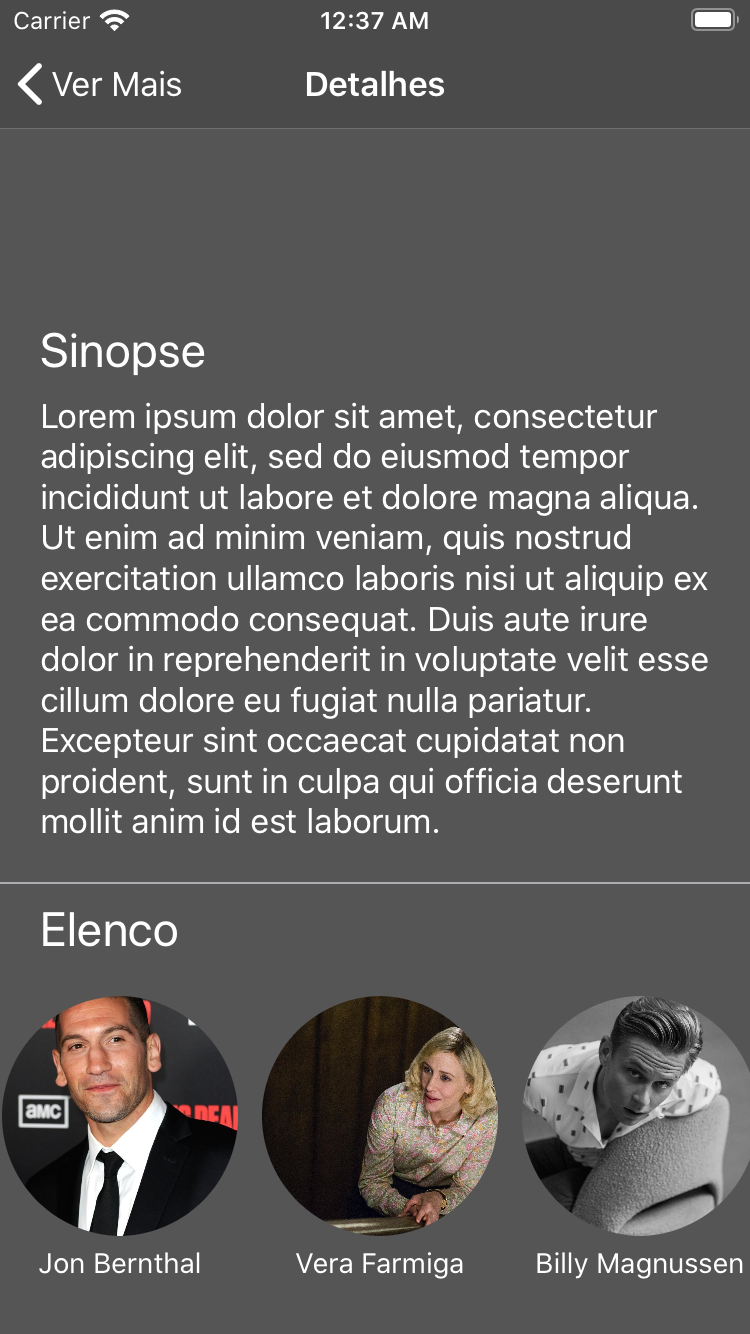 Carrier 12:37 AM
Ver Mais Detalhes
Sinopse
Lorem ipsum dolor sit amet, consectetur
adipiscing elit, sed do eiusmod tempor
incididunt ut labore et dolore magna aliqua.
Ut enim ad minim veniam, quis nostrud
exercitation ullamco laboris nisi ut aliquip ex
ea commodo consequat. Duis aute irure
dolor in reprehenderit in voluptate velit esse
cillum dolore eu fugiat nulla pariatur.
Excepteur sint occaecat cupidatat non
proident, sunt in culpa qui officia deserunt
mollit anim id est laborum.
Elenco
aMC
Jon Bernthal Vera Farmiga Billy Magnussen